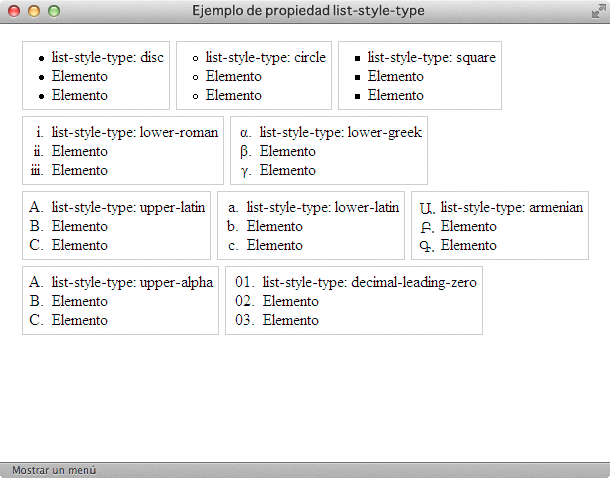 Ejemplo de propiedad list-style-type
• list-style-type: disc
• Elemento
• Elemento
◦ list-style-type: circle
◦ Elemento
◦ Elemento
▪ list-style-type: square
▪ Elemento
▪ Elemento
i. list-style-type: lower-roman
ii. Elemento
iii. Elemento
α. list-style-type: lower-greek
β. Elemento
γ. Elemento
A. list-style-type: upper-latin
B. Elemento
C. Elemento
a. list-style-type: lower-latin
b. Elemento
c. Elemento
Ա. list-style-type: armenian
Բ. Elemento
Գ. Elemento
A. list-style-type: upper-alpha
B. Elemento
C. Elemento
01. list-style-type: decimal-leading-zero
02. Elemento
03. Elemento
Mostrar un menú